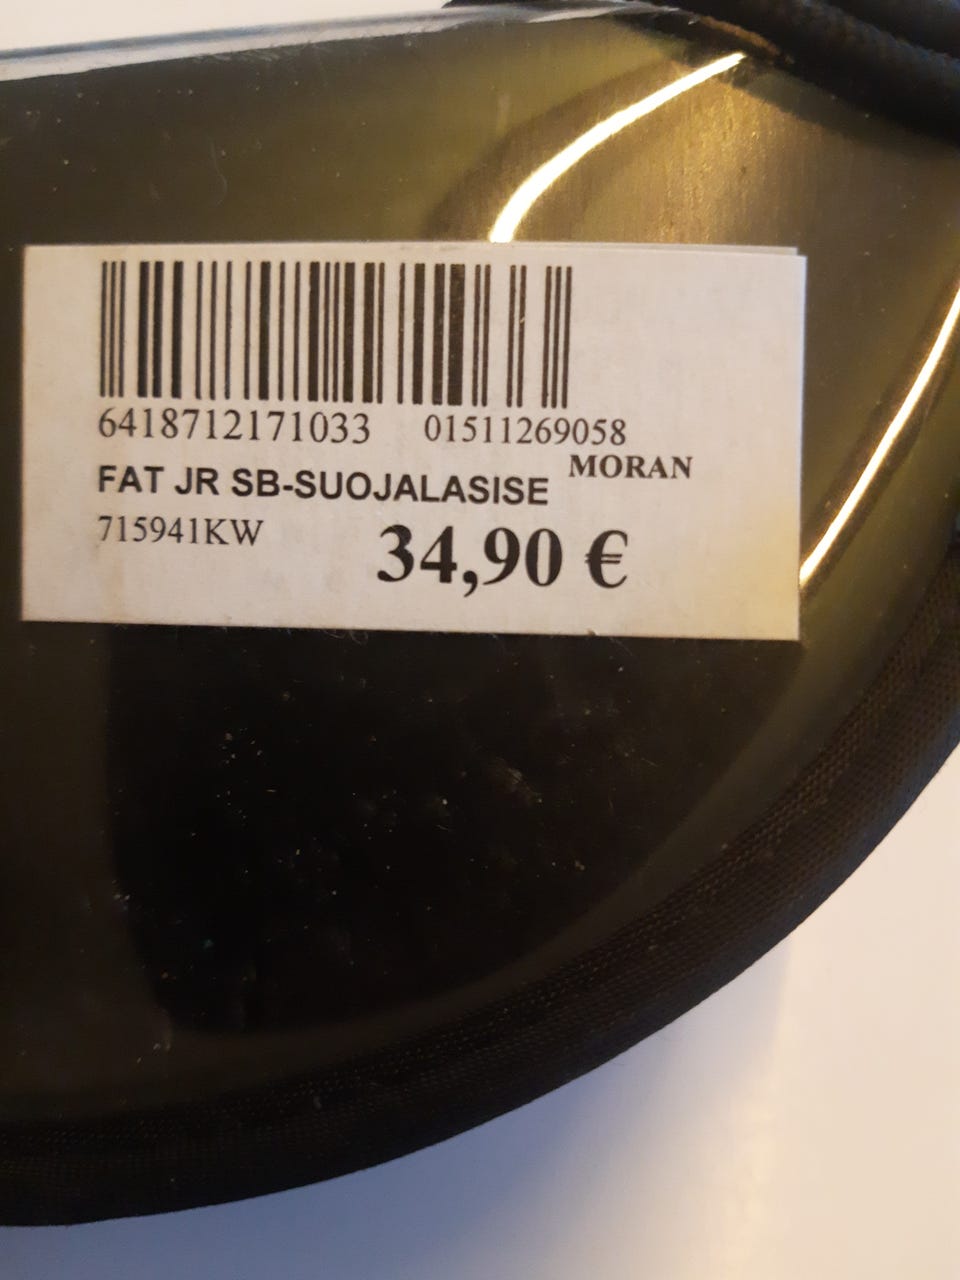 6418712171033 01511269058
MORAN
FAT JR SB-SUOJALASISE
715941KW 34,90 €